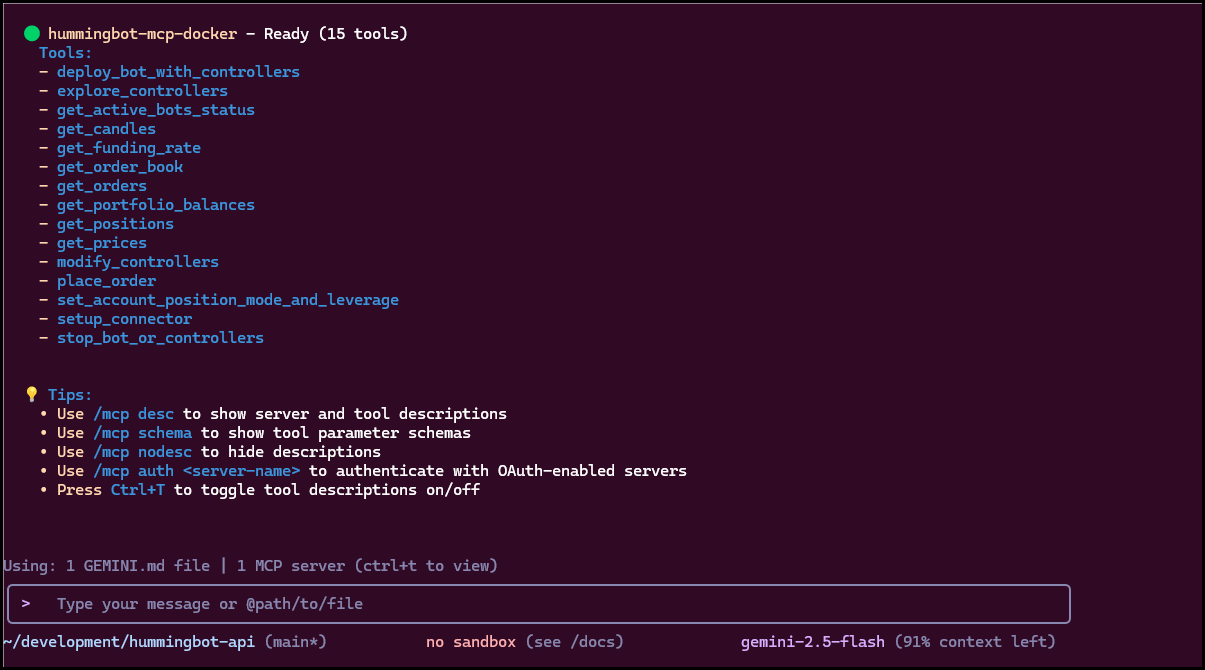 hummingbot-mcp-docker - Ready (15 tools)
Tools:
- deploy_bot_with_controllers
- explore_controllers
- get_active_bots_status
- get_candles
- get_funding_rate
- get_order_book
- get_orders
- get_portfolio_balances
- get_positions
- get_prices
- modify_controllers
- place_order
- set_account_position_mode_and_leverage
- setup_connector
- stop_bot_or_controllers
💡 Tips:
• Use /mcp desc to show server and tool descriptions
• Use /mcp schema to show tool parameter schemas
• Use /mcp nodesc to hide descriptions
• Use /mcp auth <server-name> to authenticate with OAuth-enabled servers
• Press Ctrl+T to toggle tool descriptions on/off
Using: 1 GEMINI.md file | 1 MCP server (ctrl+t to view)
> Type your message or @path/to/file
~/development/hummingbot-api (main*) no sandbox (see /docs) gemini-2.5-flash (91% context left)